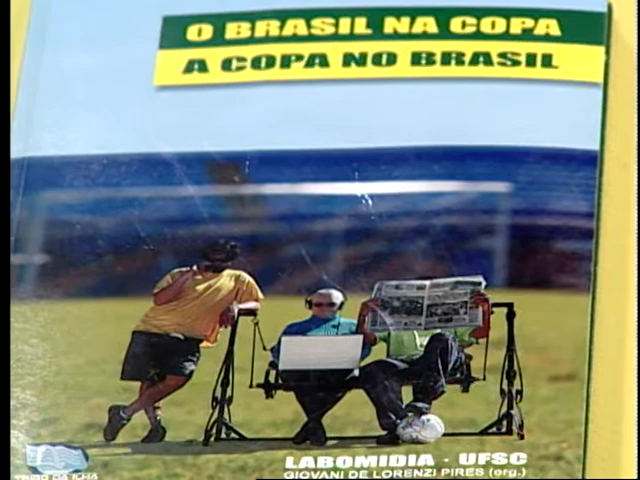 O BRASIL NA COPA
A COPA NO BRASIL
LABOMIDIA - UFSC
GIOVANI DE LORENZI PIRES (org.)